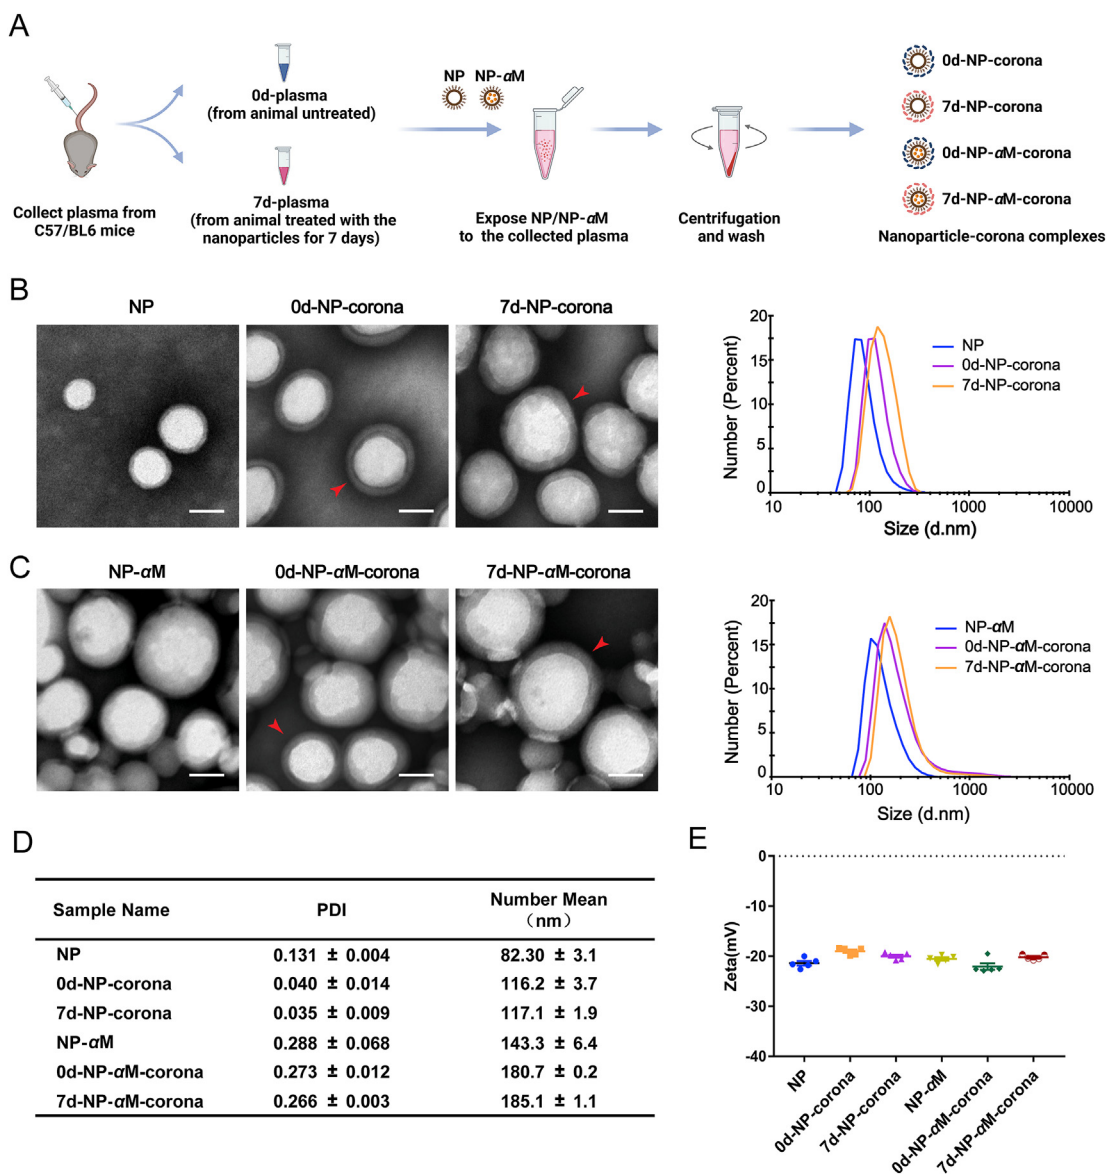 A
0d-plasma
(from animal untreated)
7d-plasma
(from animal treated with the
nanoparticles for 7 days)
Collect plasma from
C57/BL6 mice
NP NP-αM
Expose NP/NP-αM
to the collected plasma
Centrifugation
and wash
0d-NP-corona
7d-NP-corona
0d-NP-αM-corona
7d-NP-αM-corona
Nanoparticle-corona complexes
B
NP
0d-NP-corona
7d-NP-corona
Number (Percent)
20
15
10
5
0
10 100 1000 10000
Size (d.nm)
NP
0d-NP-corona
7d-NP-corona
C
NP-αM
0d-NP-αM-corona
7d-NP-αM-corona
Number (Percent)
20
15
10
5
0
10 100 1000 10000
Size (d.nm)
NP-αM
0d-NP-αM-corona
7d-NP-αM-corona
D
Sample Name PDI Number Mean
（nm）
NP 0.131 ± 0.004 82.30 ± 3.1
0d-NP-corona 0.040 ± 0.014 116.2 ± 3.7
7d-NP-corona 0.035 ± 0.009 117.1 ± 1.9
NP-αM 0.288 ± 0.068 143.3 ± 6.4
0d-NP-αM-corona 0.273 ± 0.012 180.7 ± 0.2
7d-NP-αM-corona 0.266 ± 0.003 185.1 ± 1.1
E
Zeta(mV)
0
-10
-20
-30
-40
NP
0d-NP-corona
7d-NP-corona
NP-αM
0d-NP-αM-corona
7d-NP-αM-corona